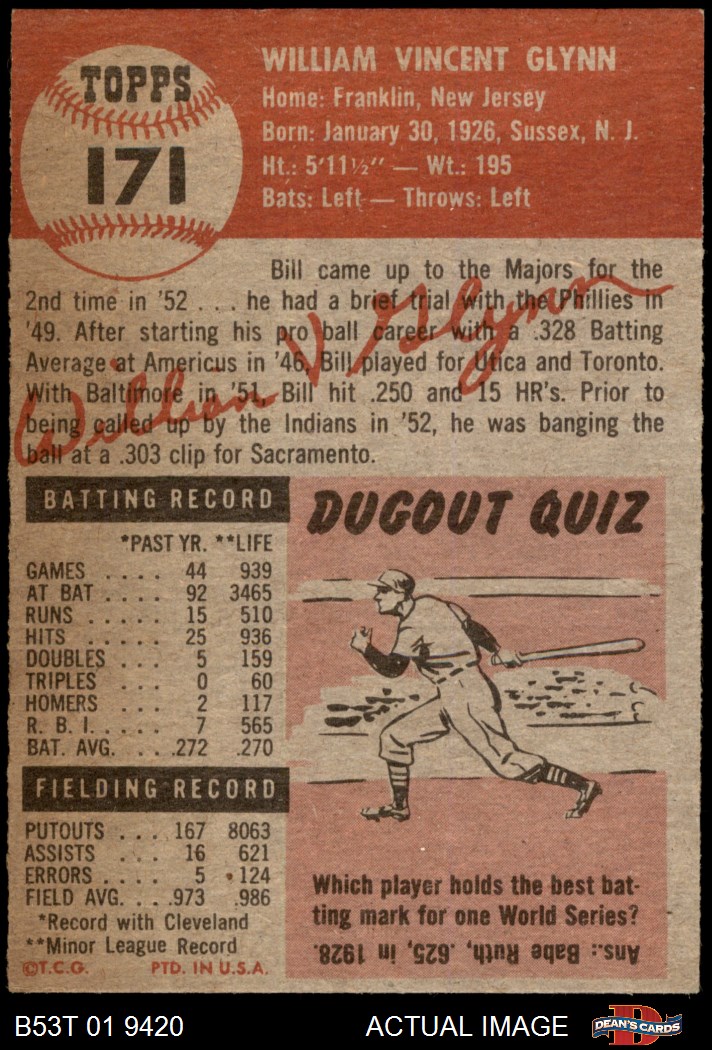 TOPPS
171
WILLIAM VINCENT GLYNN
Home: Franklin, New Jersey
Born: January 30, 1926, Sussex, N. J.
Ht.: 5'11½" — Wt.: 195
Bats: Left — Throws: Left
Bill came up to the Majors for the
2nd time in '52 . . . he had a brief trial with the Phillies in
'49. After starting his pro ball career with a .328 Batting
Average at Americus in '46, Bill played for Utica and Toronto.
With Baltimore in '51, Bill hit .250 and 15 HR's. Prior to
being called up by the Indians in '52, he was banging the
ball at a .303 clip for Sacramento.
William V Glynn
BATTING RECORD
*PAST YR. **LIFE
GAMES . . . . 44 939
AT BAT . . . . 92 3465
RUNS . . . . . 15 510
HITS . . . . . 25 936
DOUBLES . . . 5 159
TRIPLES . . . 0 60
HOMERS . . . 2 117
R. B. I. . . . . 7 565
BAT. AVG. . . . .272 .270
FIELDING RECORD
PUTOUTS . . . 167 8063
ASSISTS . . . 16 621
ERRORS . . . . 5 124
FIELD AVG. . . .973 .986
*Record with Cleveland
**Minor League Record
©T.C.G. PTD. IN U.S.A.
DUGOUT QUIZ
Which player holds the best bat-
ting mark for one World Series?
Ans.: Babe Ruth, .625, in 1928.
B53T 01 9420 ACTUAL IMAGE
D
DEAN'S CARDS